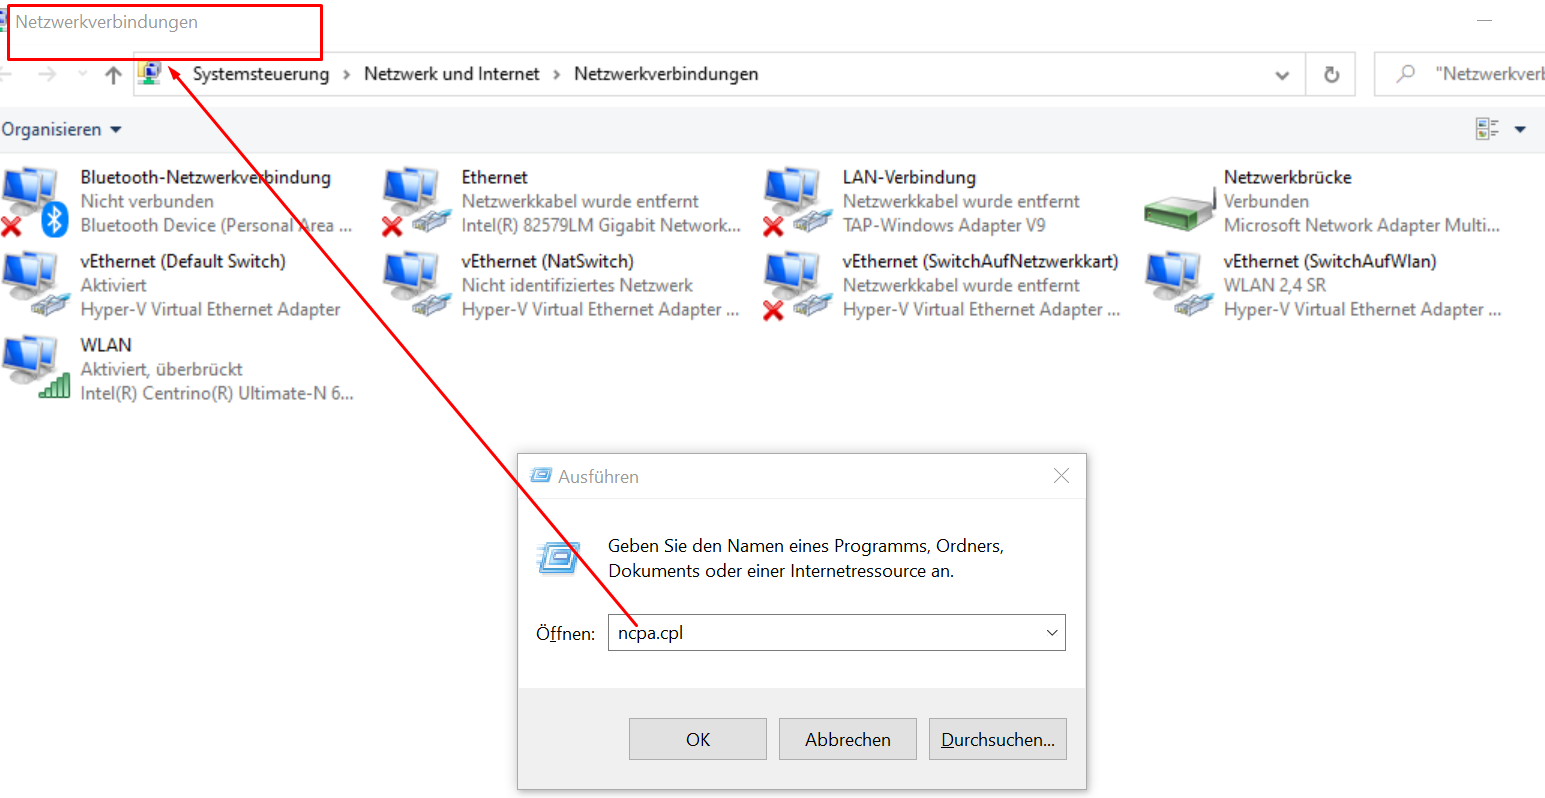 Netzwerkverbindungen
Systemsteuerung > Netzwerk und Internet > Netzwerkverbindungen
"Netzwerkverb
Organisieren
Bluetooth-Netzwerkverbindung
Nicht verbunden
Bluetooth Device (Personal Area ...
Ethernet
Netzwerkkabel wurde entfernt
Intel(R) 82579LM Gigabit Network...
LAN-Verbindung
Netzwerkkabel wurde entfernt
TAP-Windows Adapter V9
Netzwerkbrücke
Verbunden
Microsoft Network Adapter Multi...
vEthernet (Default Switch)
Aktiviert
Hyper-V Virtual Ethernet Adapter
vEthernet (NatSwitch)
Nicht identifiziertes Netzwerk
Hyper-V Virtual Ethernet Adapter ...
vEthernet (SwitchAufNetzwerkkart)
Netzwerkkabel wurde entfernt
Hyper-V Virtual Ethernet Adapter ...
vEthernet (SwitchAufWlan)
WLAN 2,4 SR
Hyper-V Virtual Ethernet Adapter ...
WLAN
Aktiviert, überbrückt
Intel(R) Centrino(R) Ultimate-N 6...
Ausführen
Geben Sie den Namen eines Programms, Ordners,
Dokuments oder einer Internetressource an.
Öffnen: ncpa.cpl
OK
Abbrechen
Durchsuchen...